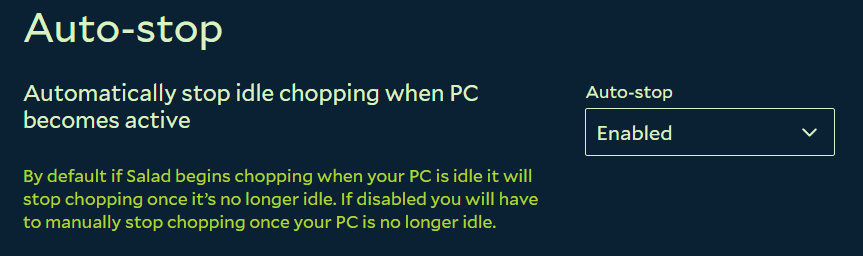 Auto-stop
Automatically stop idle chopping when PC
becomes active
Auto-stop
Enabled
By default if Salad begins chopping when your PC is idle it will
stop chopping once it’s no longer idle. If disabled you will have
to manually stop chopping once your PC is no longer idle.